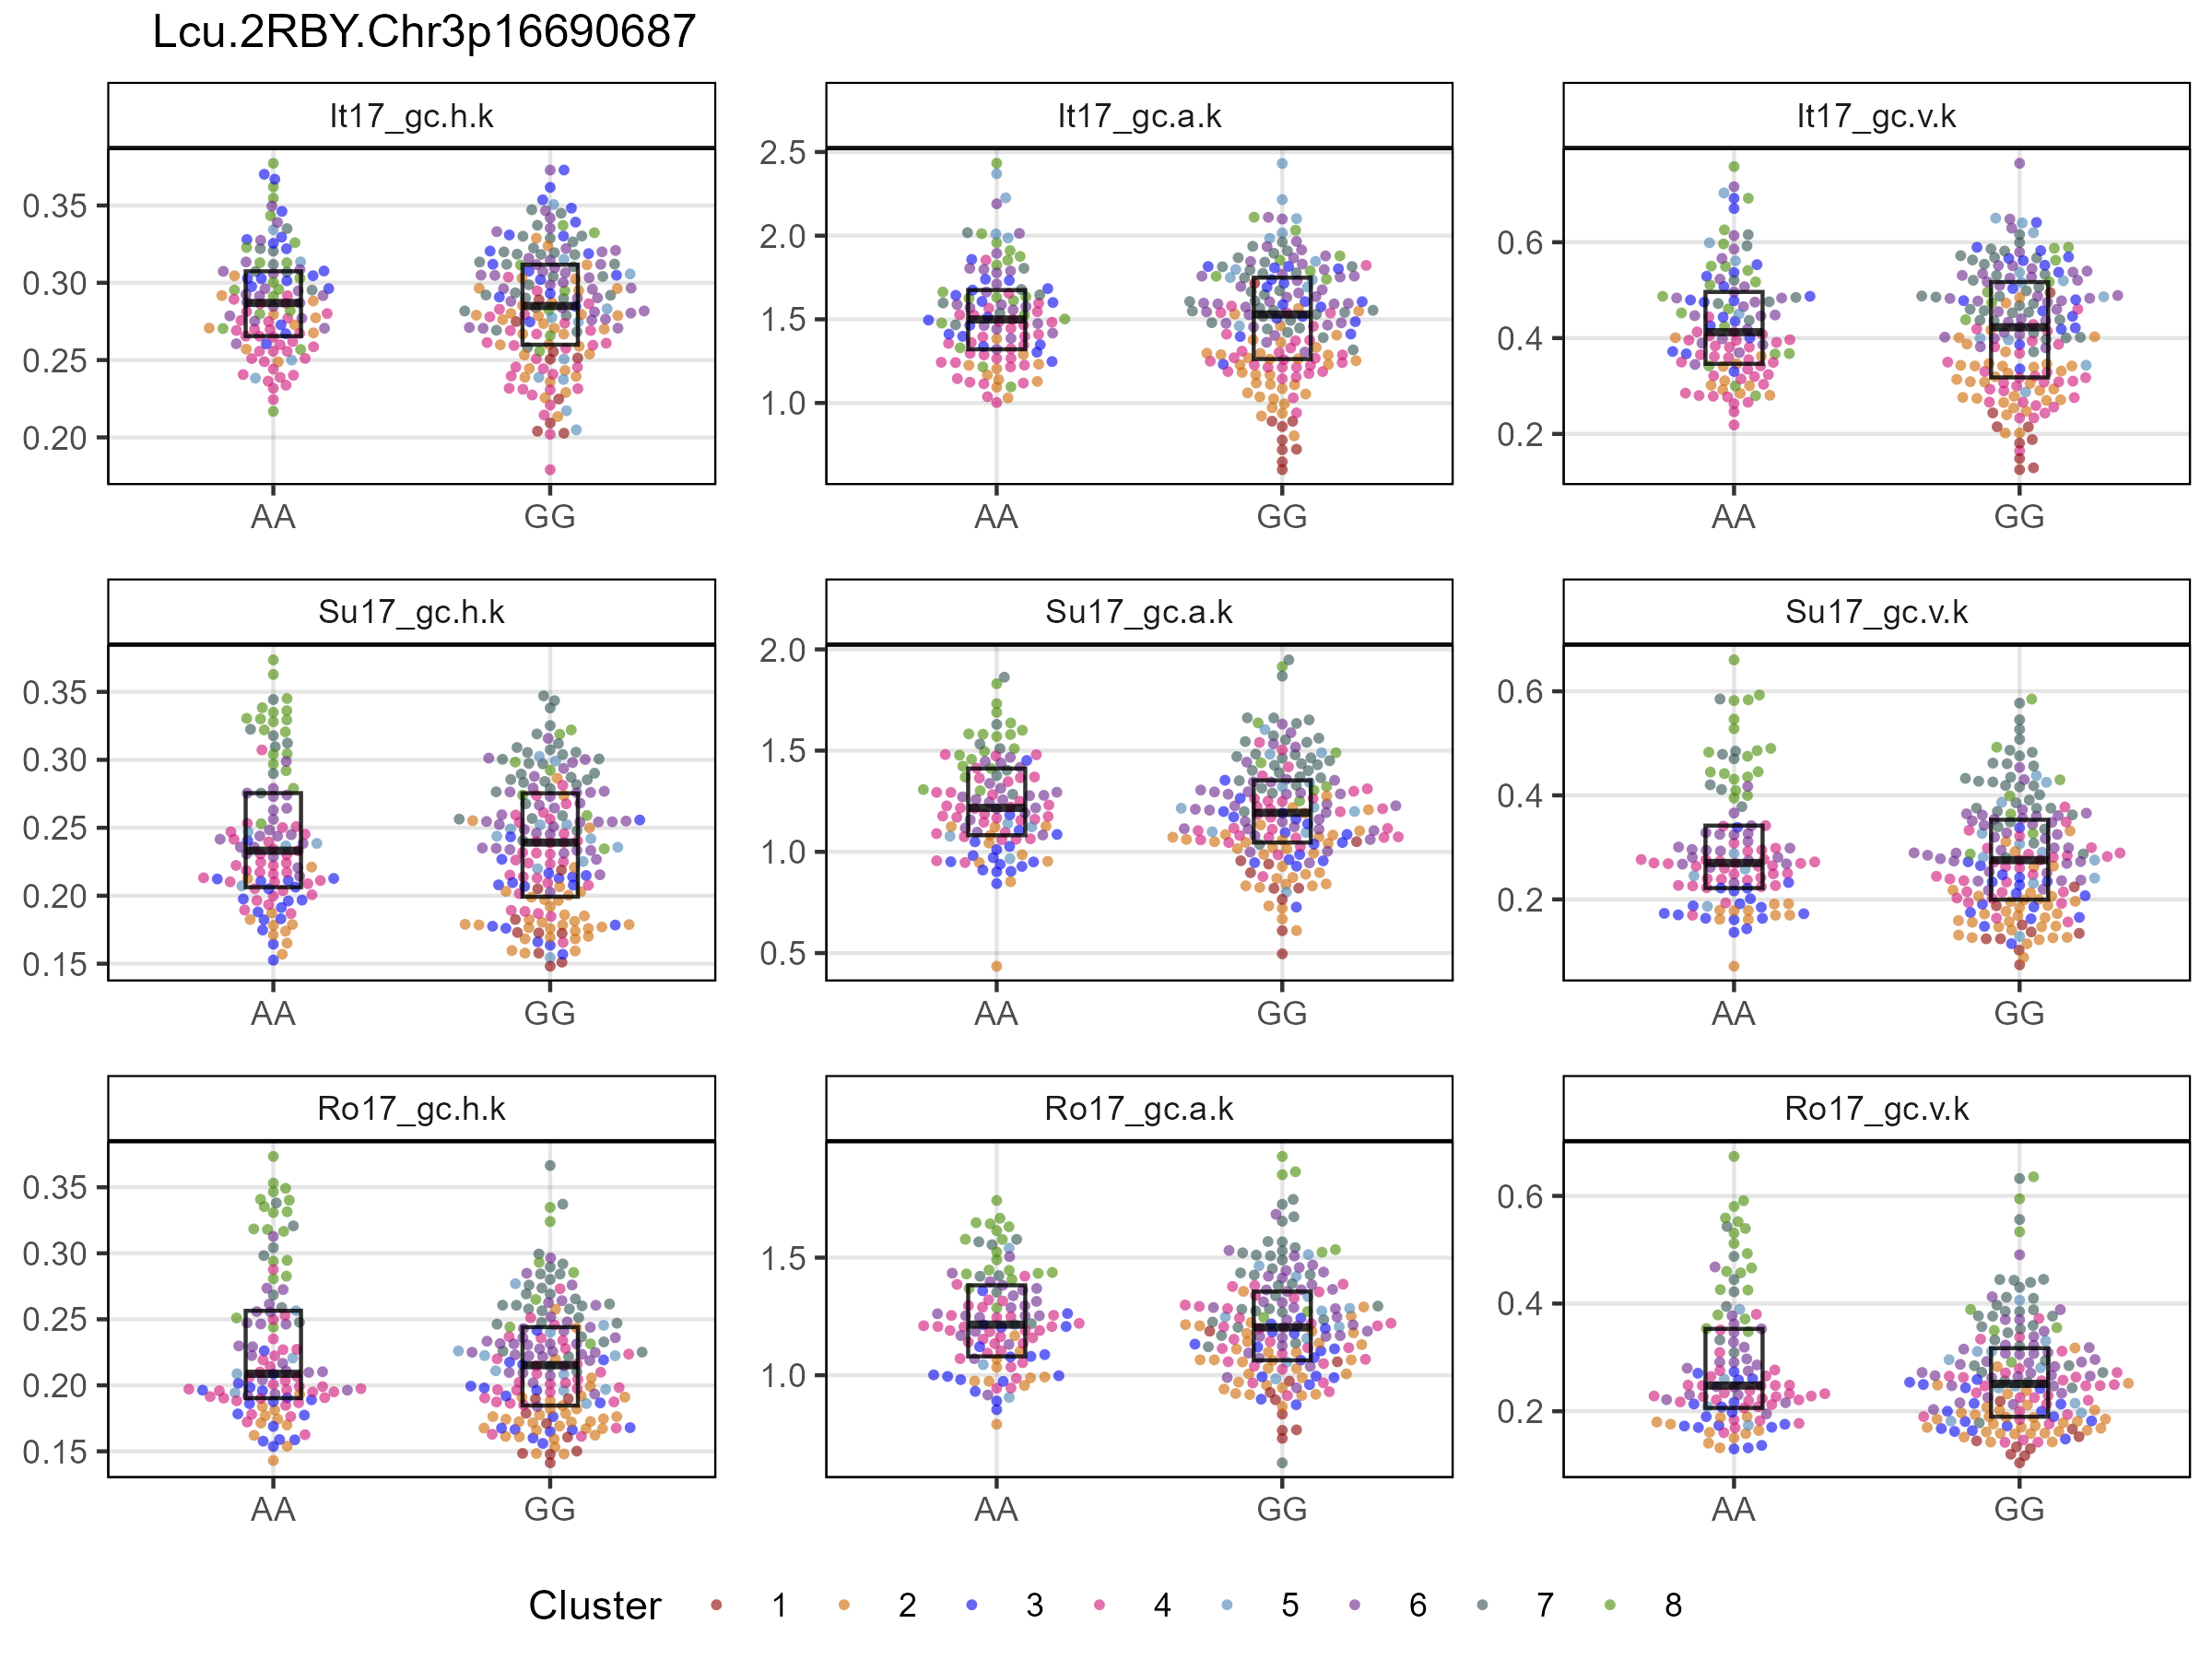 Lcu.2RBY.Chr3p16690687
It17_gc.h.k
It17_gc.a.k
It17_gc.v.k
0.35
0.30
0.25
0.20
AA
GG
2.5
2.0
1.5
1.0
AA
GG
0.6
0.4
0.2
AA
GG
Su17_gc.h.k
Su17_gc.a.k
Su17_gc.v.k
0.35
0.30
0.25
0.20
0.15
AA
GG
2.0
1.5
1.0
0.5
AA
GG
0.6
0.4
0.2
AA
GG
Ro17_gc.h.k
Ro17_gc.a.k
Ro17_gc.v.k
0.35
0.30
0.25
0.20
0.15
AA
GG
1.5
1.0
AA
GG
0.6
0.4
0.2
AA
GG
Cluster 1 2 3 4 5 6 7 8